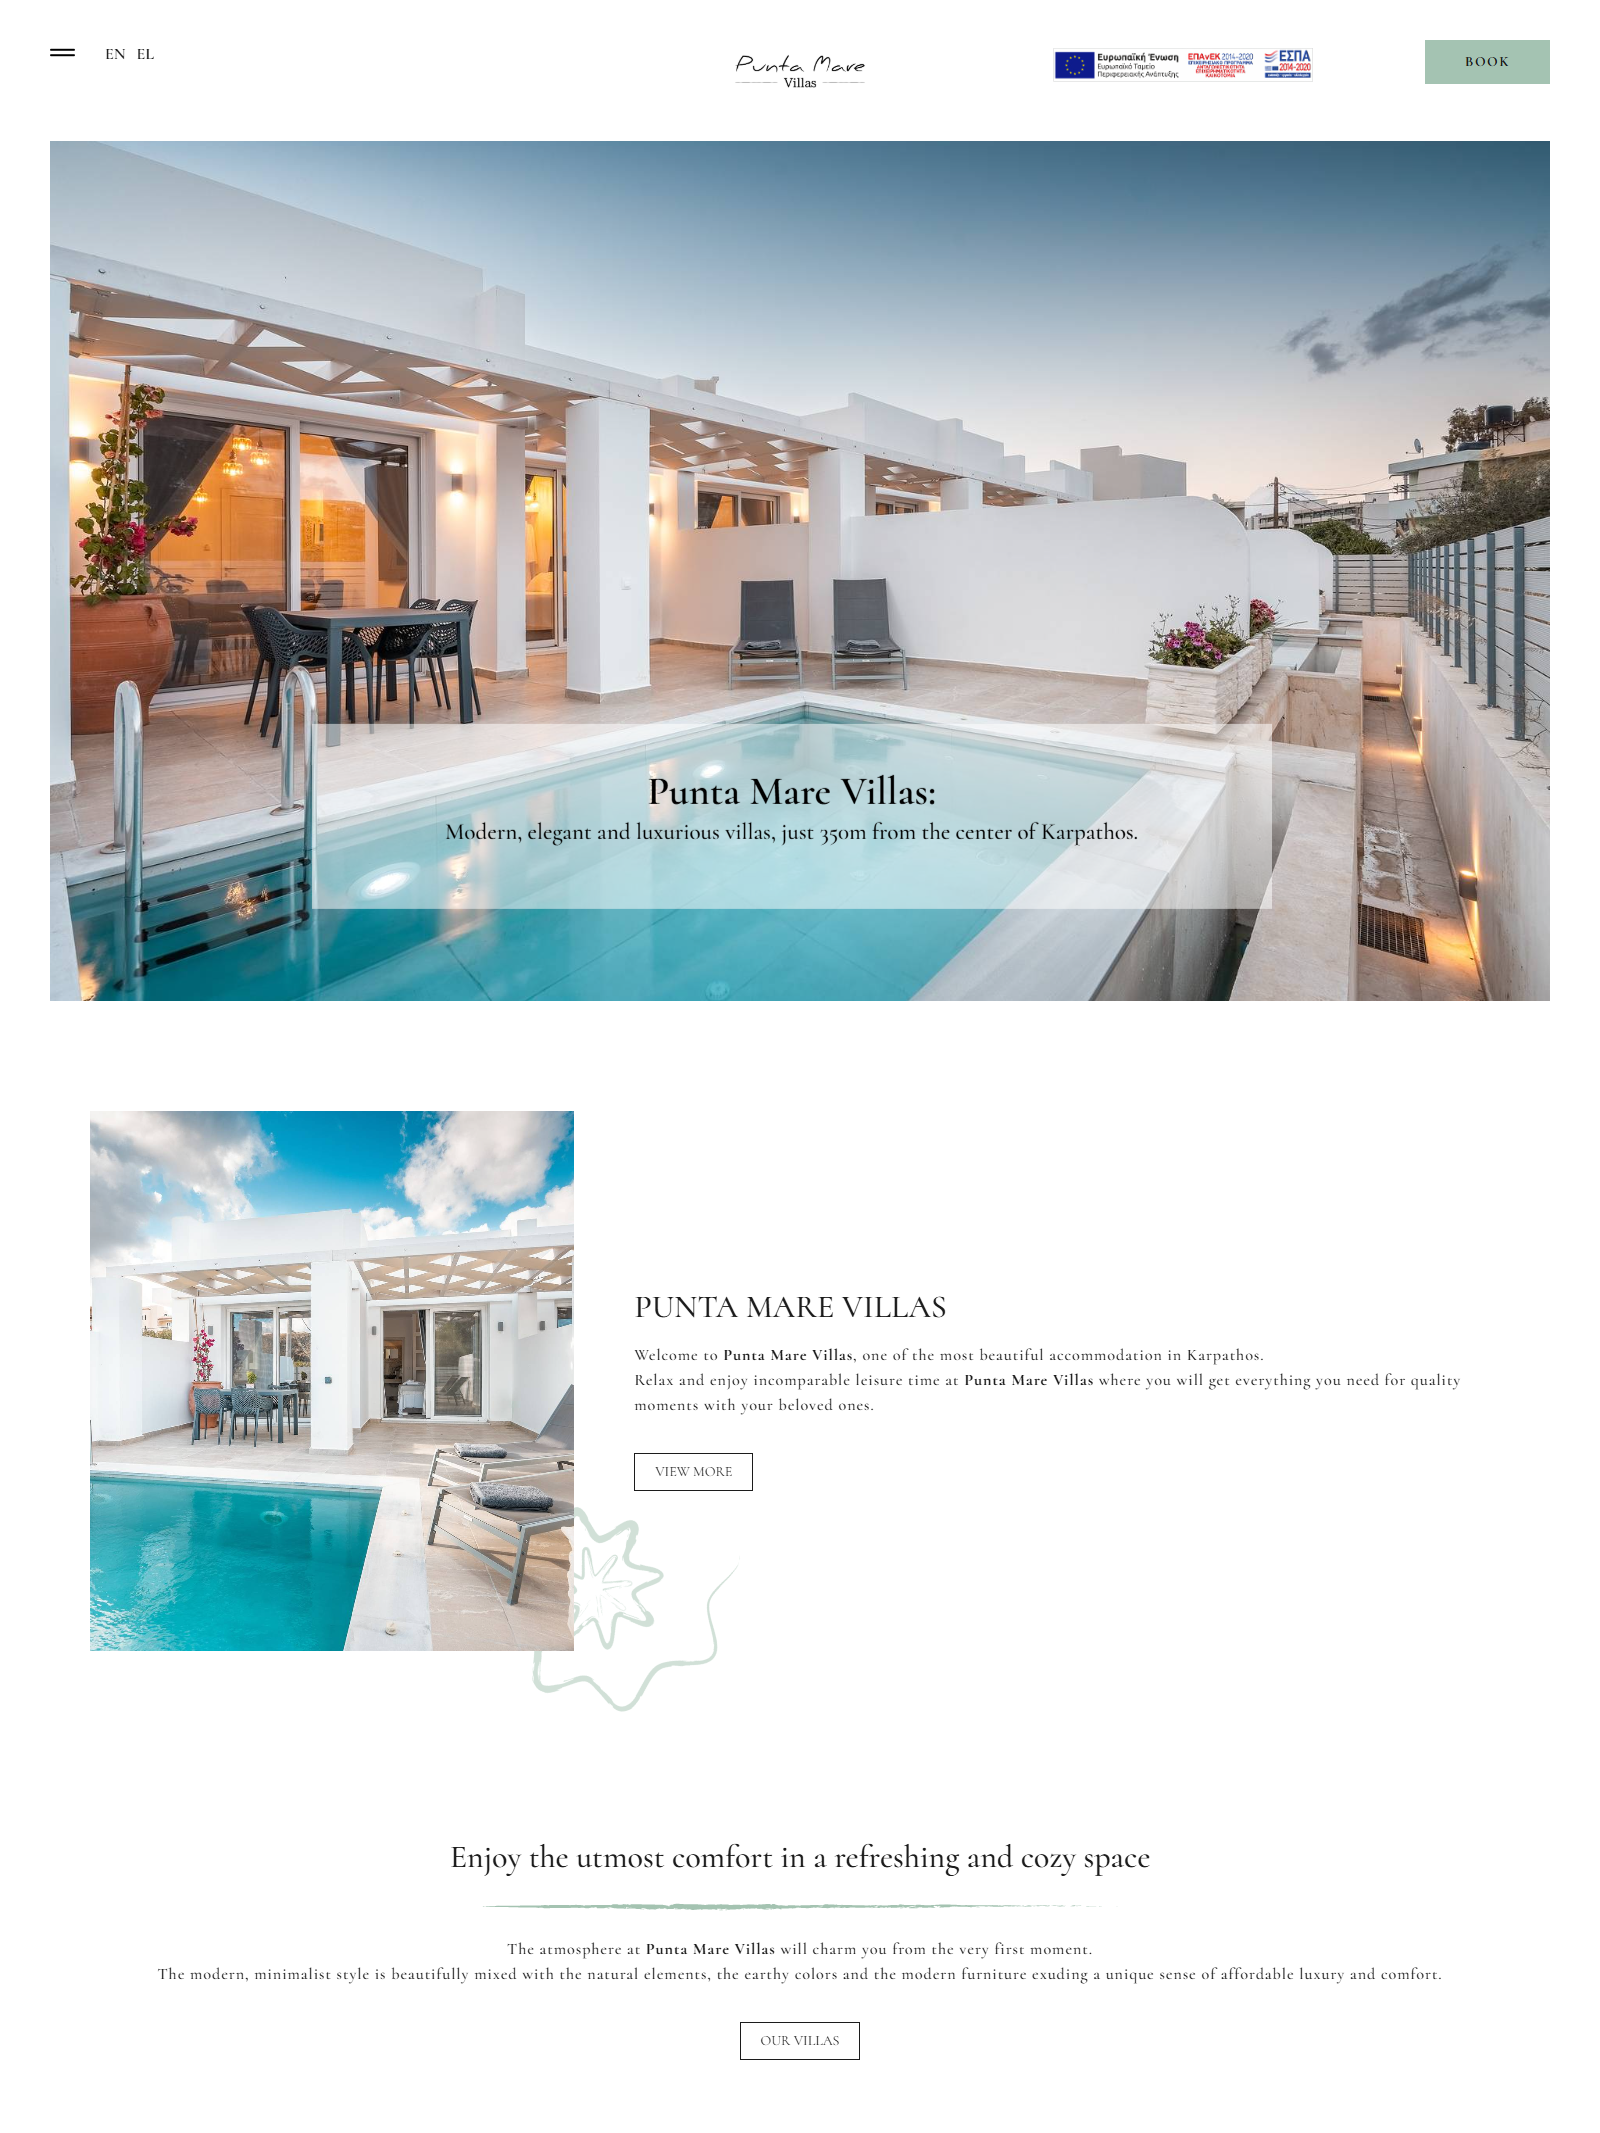 EN EL
Punta Mare
Villas
Ευρωπαϊκή Ένωση
Ευρωπαϊκό Ταμείο
Περιφερειακής Ανάπτυξης
ΕΠΑνΕΚ 2014-2020
ΕΠΙΧΕΙΡΗΣΙΑΚΟ ΠΡΟΓΡΑΜΜΑ
ΑΝΤΑΓΩΝΙΣΤΙΚΟΤΗΤΑ
ΕΠΙΧΕΙΡΗΜΑΤΙΚΟΤΗΤΑ
ΚΑΙΝΟΤΟΜΙΑ
ΕΣΠΑ
2014-2020
BOOK
Punta Mare Villas:
Modern, elegant and luxurious villas, just 350m from the center of Karpathos.
PUNTA MARE VILLAS
Welcome to Punta Mare Villas, one of the most beautiful accommodation in Karpathos.
Relax and enjoy incomparable leisure time at Punta Mare Villas where you will get everything you need for quality
moments with your beloved ones.
VIEW MORE
Enjoy the utmost comfort in a refreshing and cozy space
The atmosphere at Punta Mare Villas will charm you from the very first moment.
The modern, minimalist style is beautifully mixed with the natural elements, the earthy colors and the modern furniture exuding a unique sense of affordable luxury and comfort.
OUR VILLAS